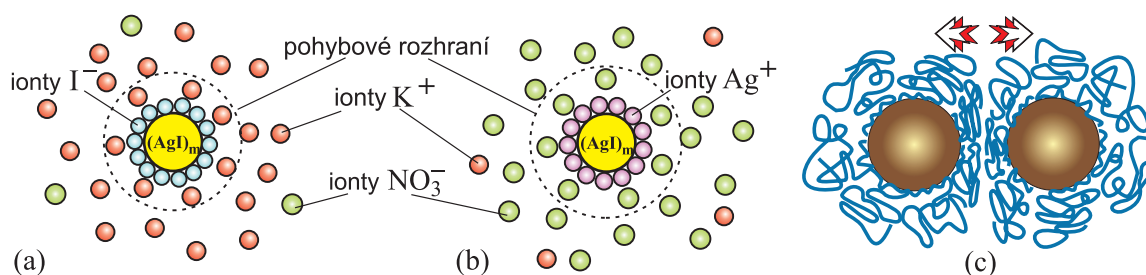 pohybové rozhraní
ionty I⁻
ionty K⁺
ionty Ag⁺
(AgI)ₘ
(AgI)ₘ
ionty NO₃⁻
(a)
(b)
(c)